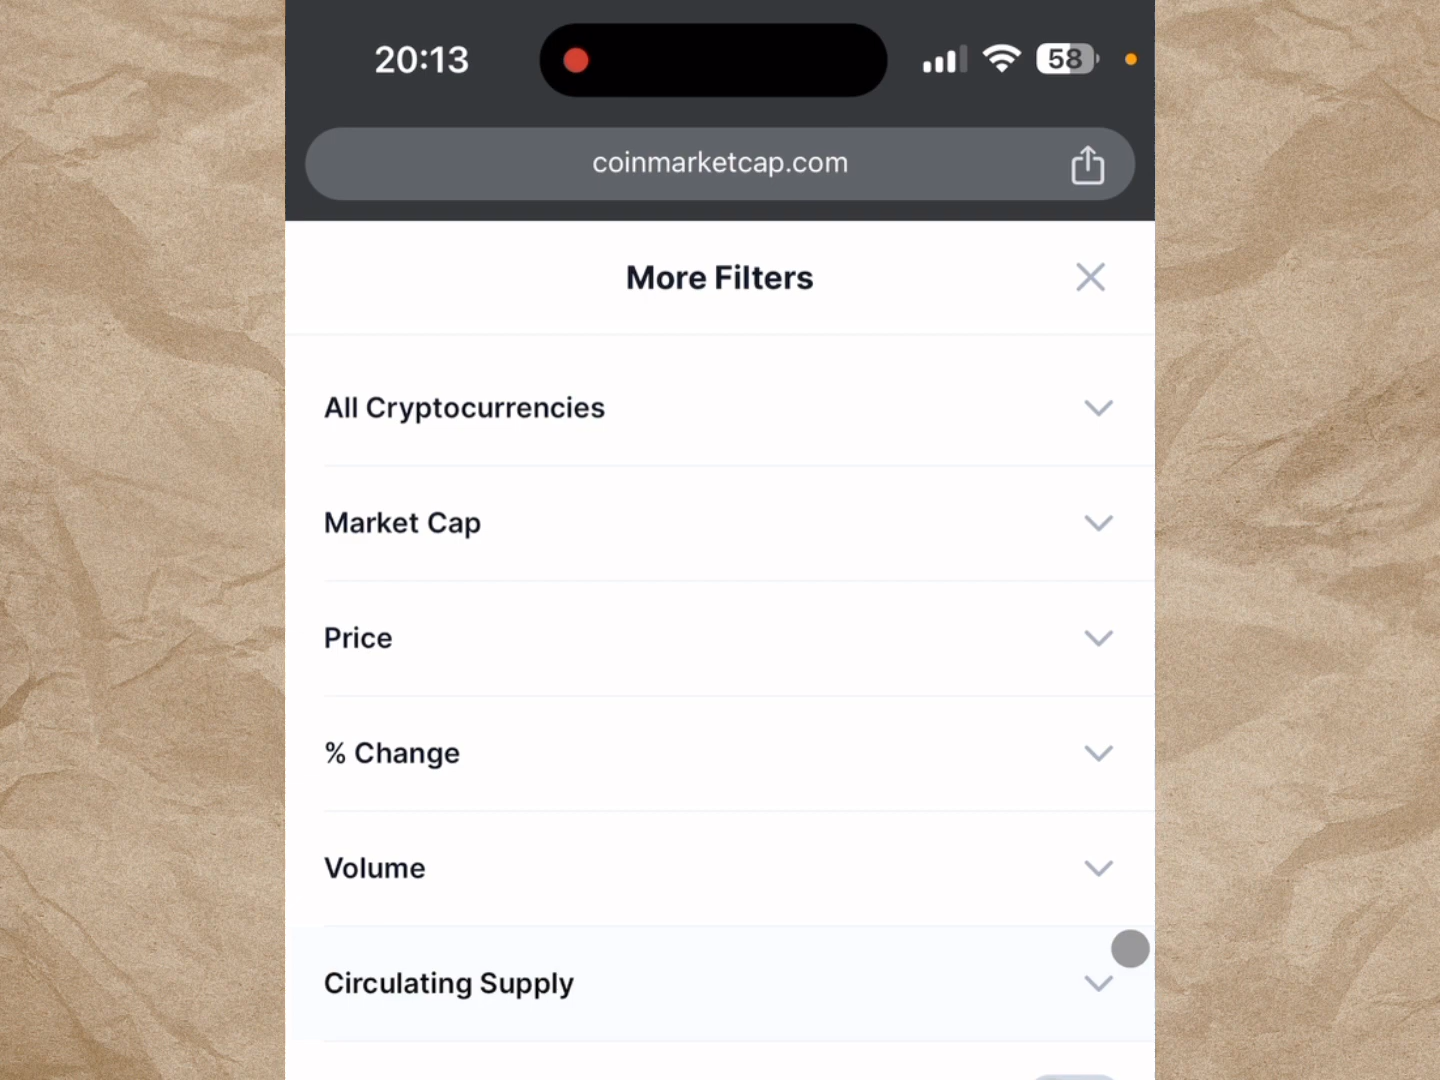 20:13
58
coinmarketcap.com
More Filters
All Cryptocurrencies
Market Cap
Price
% Change
Volume
Circulating Supply